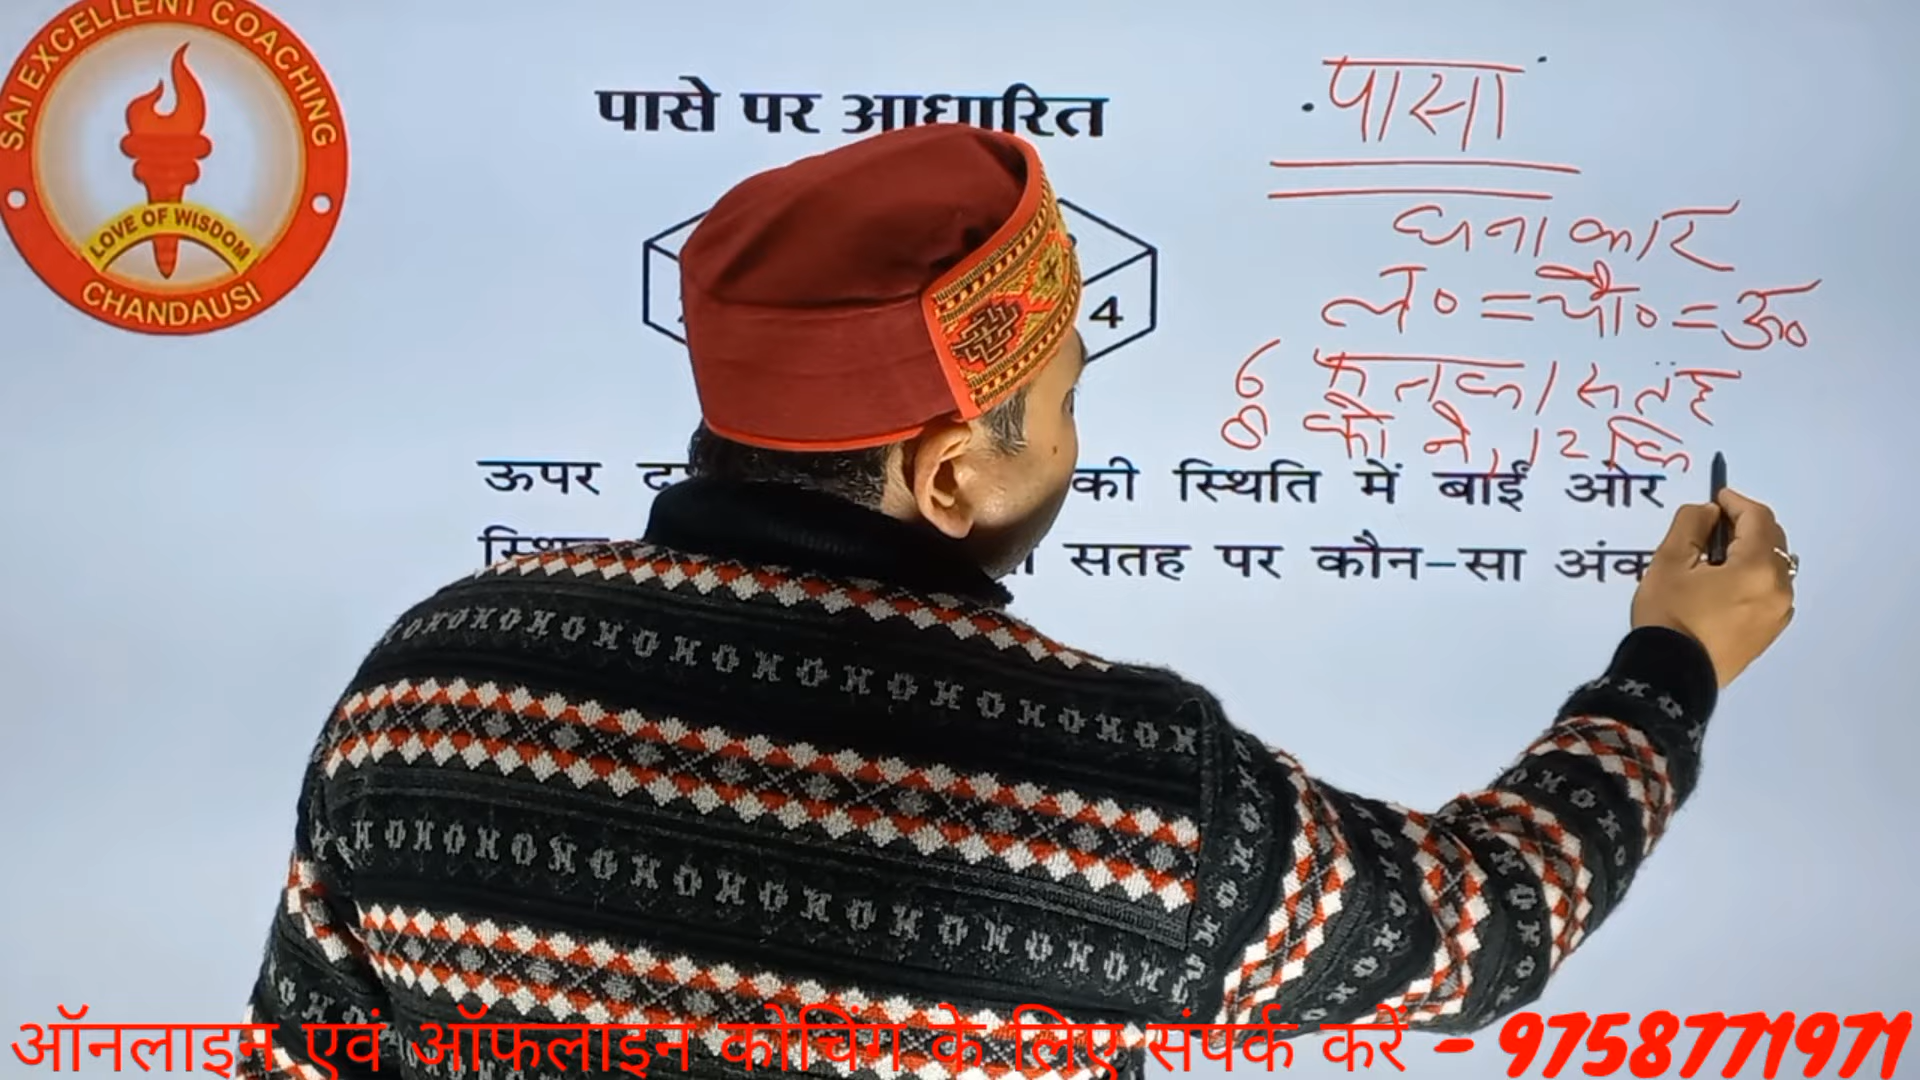 SAI EXCELLENT COACHING
LOVE OF WISDOM
CHANDAUSI
पासे पर आधारित
पासा
घनाकार
ल० = चौ० = ऊ०
4
6 फलक / सतह
8 कोने, 12 कि
ऊपर की स्थिति में बाईं ओर
सतह पर कौन-सा अंक
ऑनलाइन एवं ऑफलाइन कोचिंग के लिए संपर्क करें - 9758771971